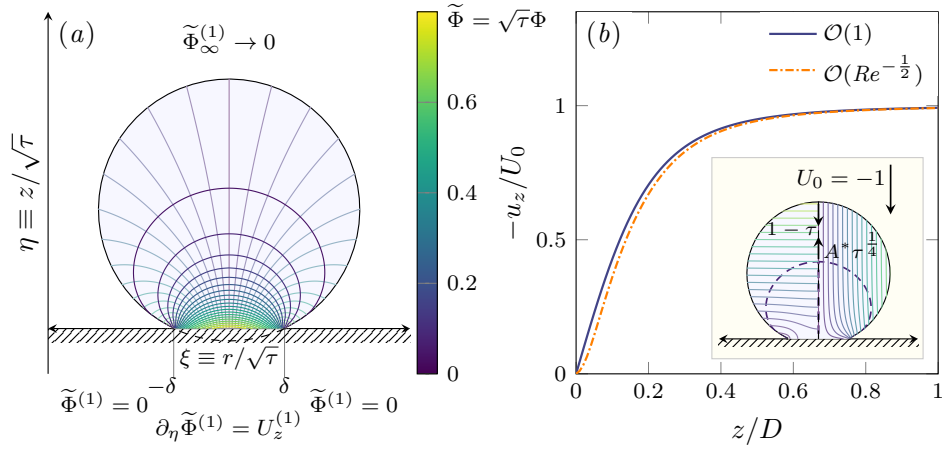 (a)
Φ̃∞⁽¹⁾ → 0
η ≡ z/√τ
ξ ≡ r/√τ
−δ
δ
Φ̃⁽¹⁾ = 0
Φ̃⁽¹⁾ = 0
∂ηΦ̃⁽¹⁾ = U_z⁽¹⁾
Φ̃ = √τΦ
0.6
0.4
0.2
0
(b)
O(1)
O(Re^{−1/2})
−u_z/U₀
1
0.5
0
0
0.2
0.4
0.6
0.8
1
z/D
U₀ = −1
1 − τ
A*τ^{1/4}